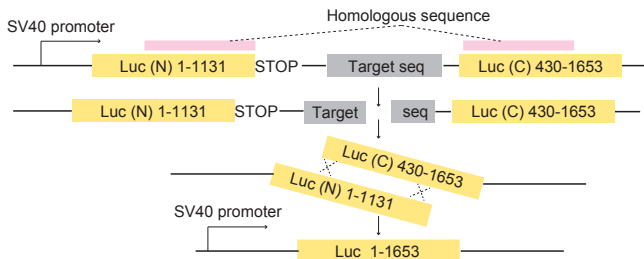 Homologous sequence
SV40 promoter
Luc (N) 1-1131 STOP Target seq Luc (C) 430-1653
Luc (N) 1-1131 STOP Target seq Luc (C) 430-1653
Luc (C) 430-1653
Luc (N) 1-1131
SV40 promoter
Luc 1-1653